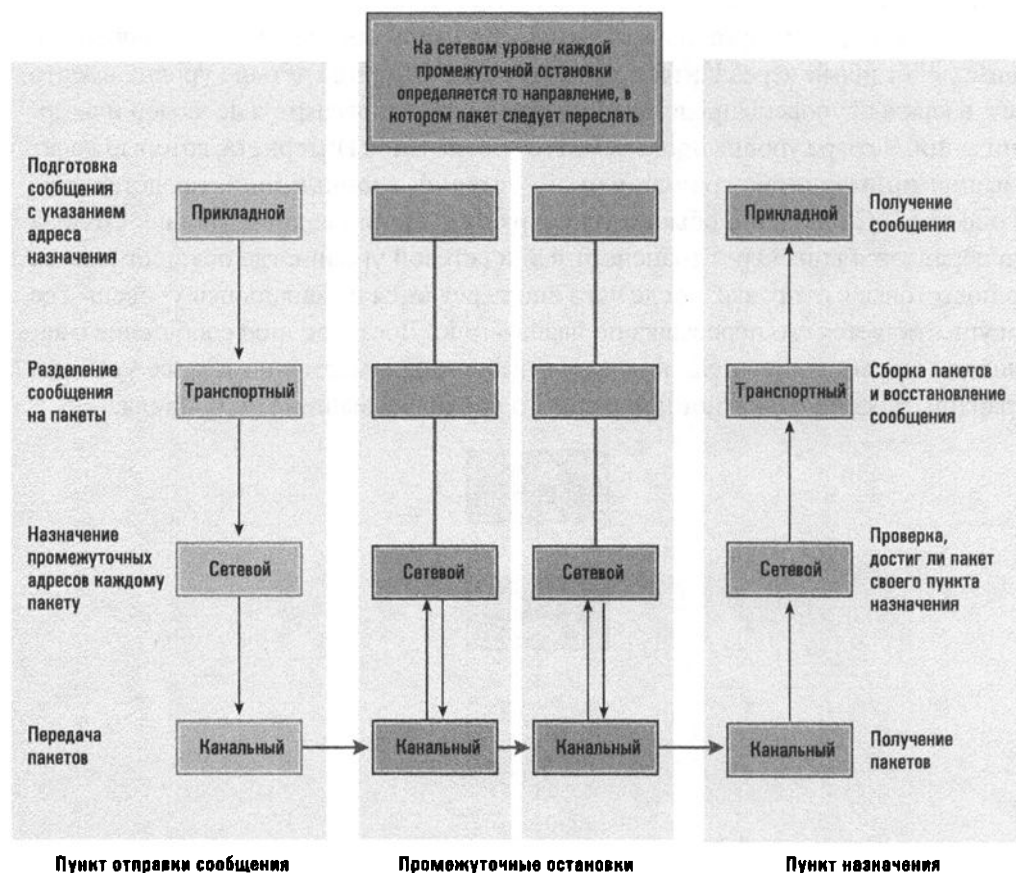 На сетевом уровне каждой
промежуточной остановки
определяется то направление, в
котором пакет следует переслать
Подготовка
сообщения
с указанием
адреса
назначения
Прикладной
Прикладной
Получение
сообщения
Разделение
сообщения
на пакеты
Транспортный
Транспортный
Сборка пакетов
и восстановление
сообщения
Назначение
промежуточных
адресов каждому
пакету
Сетевой
Сетевой
Сетевой
Сетевой
Проверка,
достиг ли пакет
своего пункта
назначения
Передача
пакетов
Канальный
Канальный
Канальный
Канальный
Получение
пакетов
Пункт отправки сообщения
Промежуточные остановки
Пункт назначения